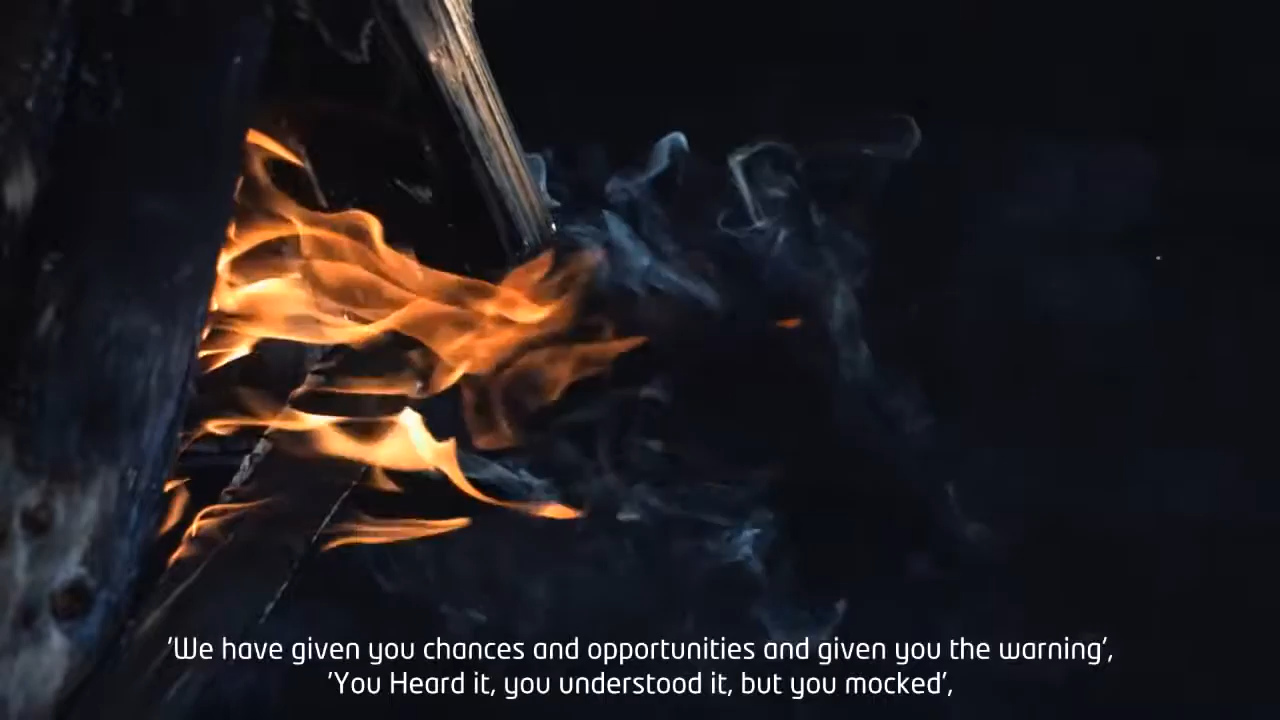 'We have given you chances and opportunities and given you the warning',
'You Heard it, you understood it, but you mocked',